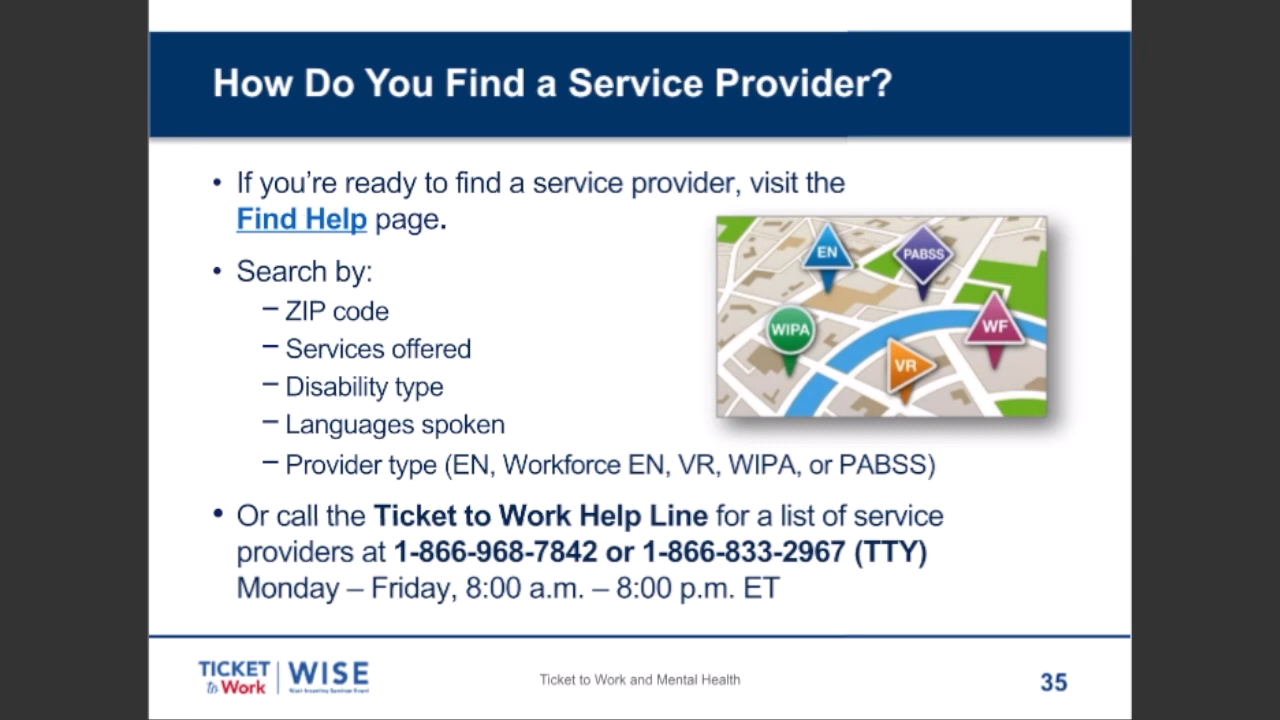 How Do You Find a Service Provider?
• If you’re ready to find a service provider, visit the
Find Help page.
• Search by:
– ZIP code
– Services offered
– Disability type
– Languages spoken
– Provider type (EN, Workforce EN, VR, WIPA, or PABSS)
EN
PABSS
WIPA
WF
VR
• Or call the Ticket to Work Help Line for a list of service
providers at 1-866-968-7842 or 1-866-833-2967 (TTY)
Monday – Friday, 8:00 a.m. – 8:00 p.m. ET
TICKET
to Work
WISE
Work Incentives Seminar Event
Ticket to Work and Mental Health
35